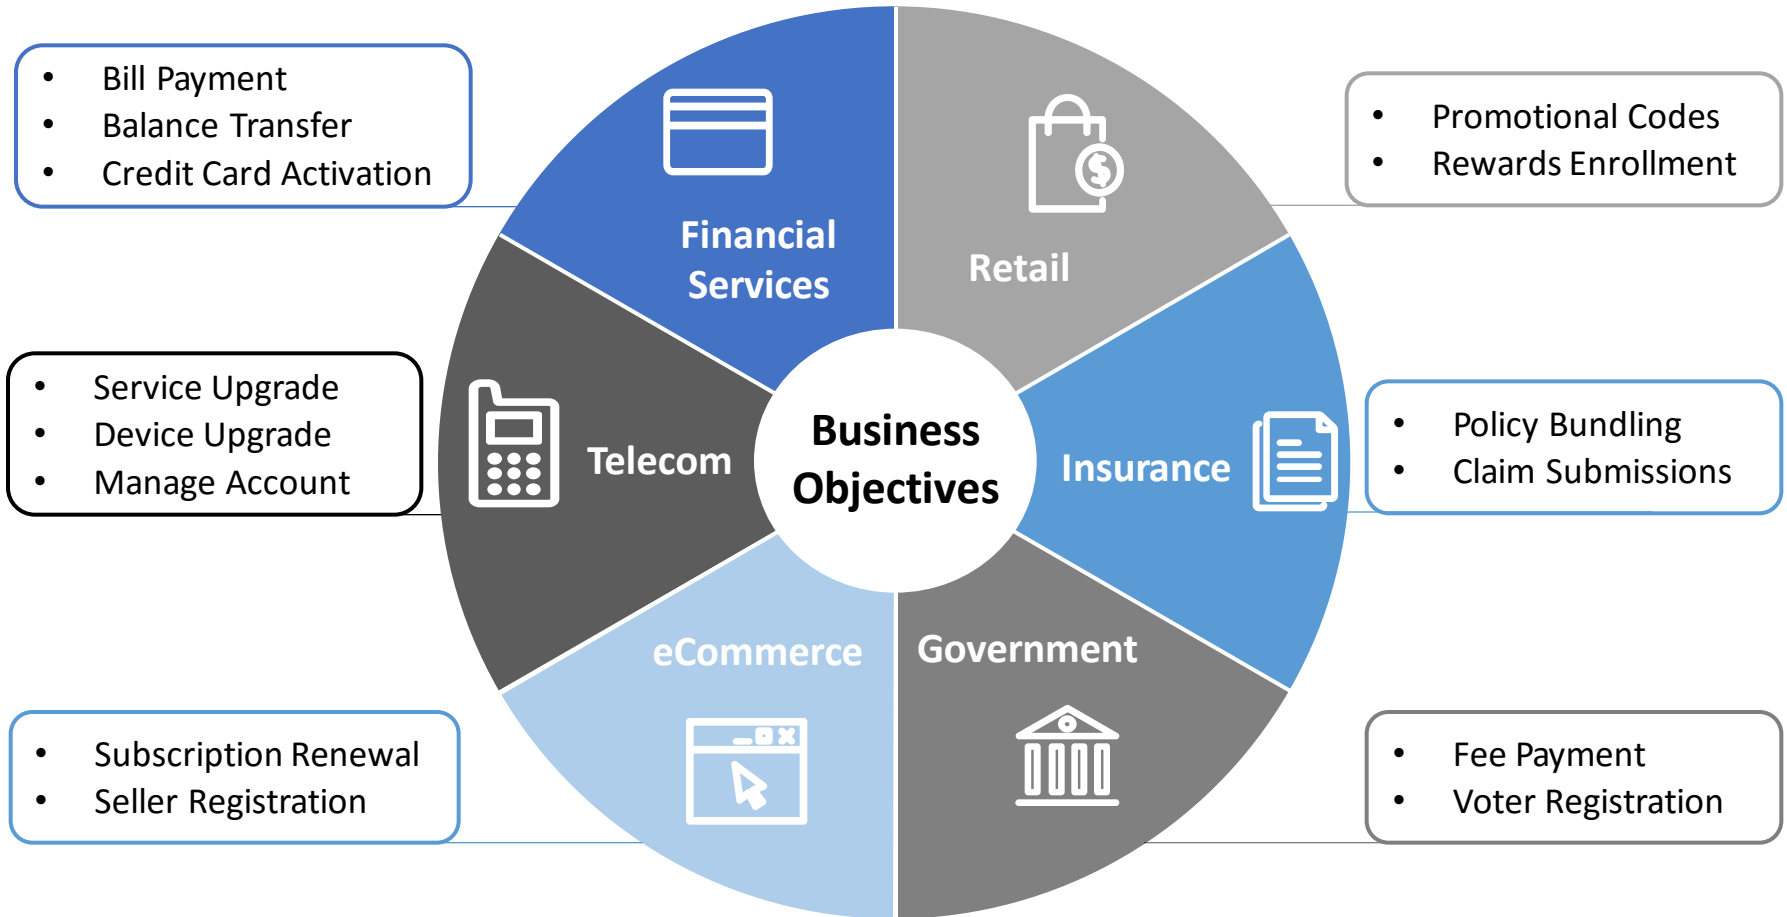 • Bill Payment
• Balance Transfer
• Credit Card Activation
Financial
Services
Retail
• Promotional Codes
• Rewards Enrollment
• Service Upgrade
• Device Upgrade
• Manage Account
Telecom
Business
Objectives
Insurance
• Policy Bundling
• Claim Submissions
eCommerce
Government
• Subscription Renewal
• Seller Registration
$
• Fee Payment
• Voter Registration